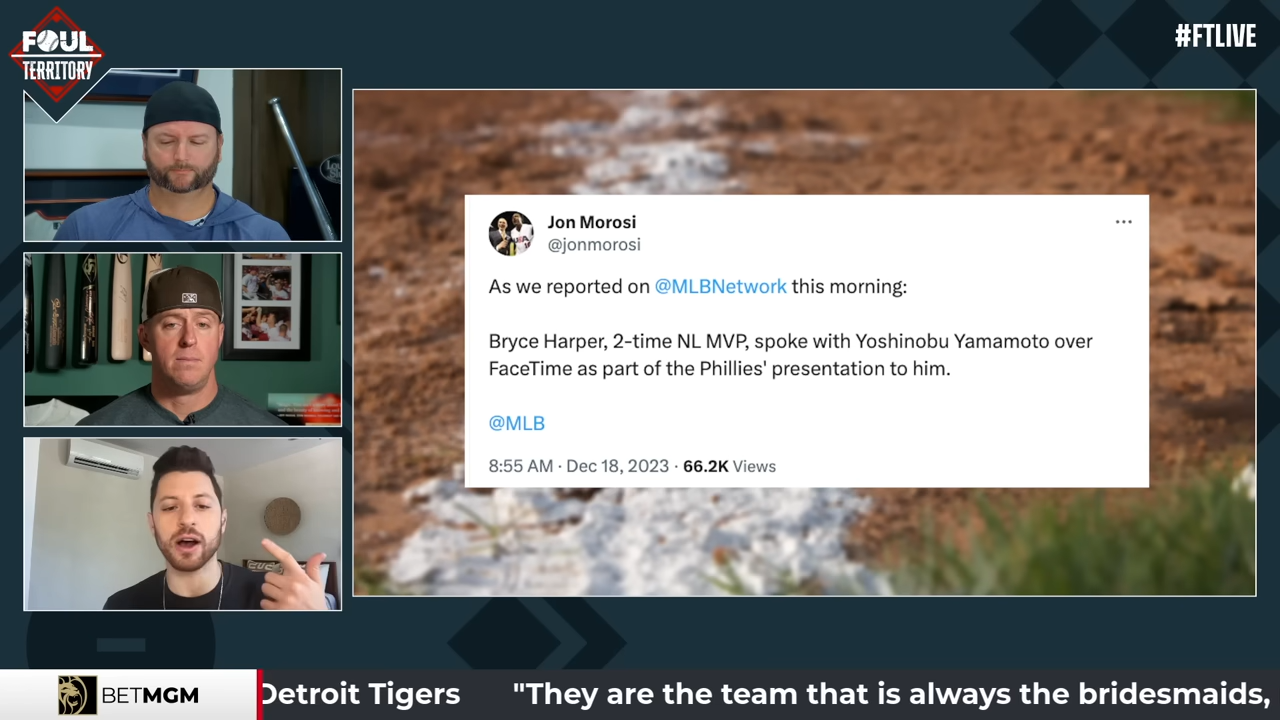 FOUL
TERRITORY
#FTLIVE
Jon Morosi
@jonmorosi
As we reported on @MLBNetwork this morning:
Bryce Harper, 2-time NL MVP, spoke with Yoshinobu Yamamoto over
FaceTime as part of the Phillies' presentation to him.
@MLB
8:55 AM · Dec 18, 2023 · 66.2K Views
BETMGM
Detroit Tigers "They are the team that is always the bridesmaids,